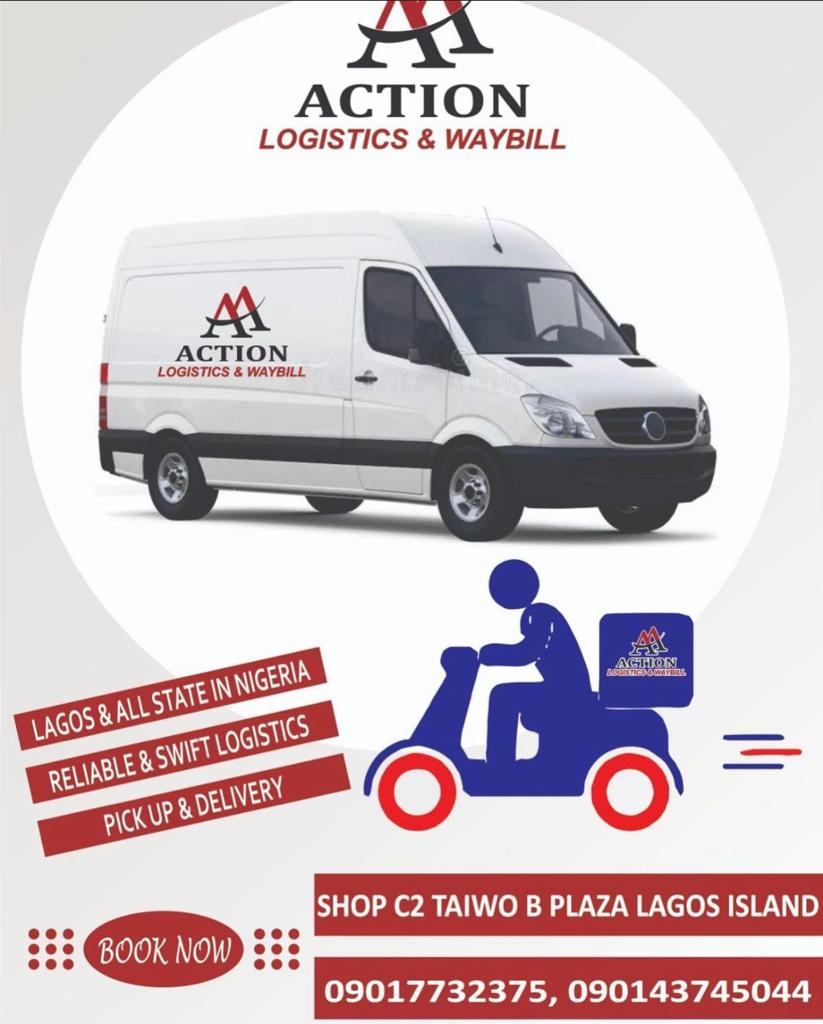 ACTION
LOGISTICS & WAYBILL
ACTION
LOGISTICS & WAYBILL
ACTION
LOGISTICS & WAYBILL
LAGOS & ALL STATE IN NIGERIA
RELIABLE & SWIFT LOGISTICS
PICK UP & DELIVERY
BOOK NOW
SHOP C2 TAIWO B PLAZA LAGOS ISLAND
09017732375, 090143745044